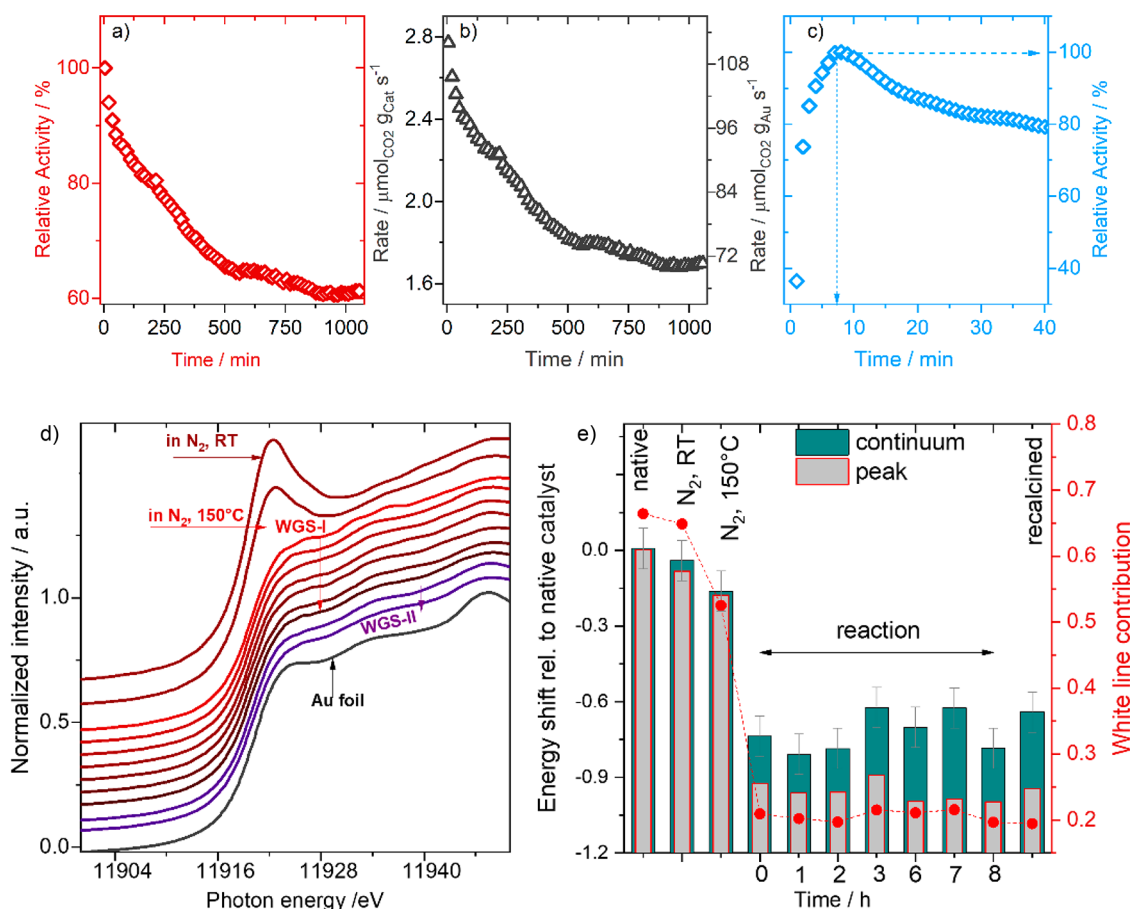 a)
Relative Activity / %
100
80
60
0 250 500 750 1000
Time / min
b)
Rate / μmol_CO2 g_Cat s⁻¹
2.8
2.4
2.0
1.6
108
96
84
72
Rate / μmol_CO2 g_Au s⁻¹
0 250 500 750 1000
Time / min
c)
100
80
60
40
Relative Activity / %
0 10 20 30 40
Time / min
d)
Normalized intensity / a.u.
1.0
0.5
0.0
in N₂, RT
in N₂, 150°C
WGS-I
WGS-II
Au foil
11904 11916 11928 11940
Photon energy /eV
e)
Energy shift rel. to native catalyst
0.0
-0.3
-0.6
-0.9
-1.2
native
N₂, RT
N₂, 150°C
continuum
peak
recalcined
reaction
0.8
0.7
0.6
0.5
0.4
0.3
0.2
White line contribution
0 1 2 3 6 7 8
Time / h